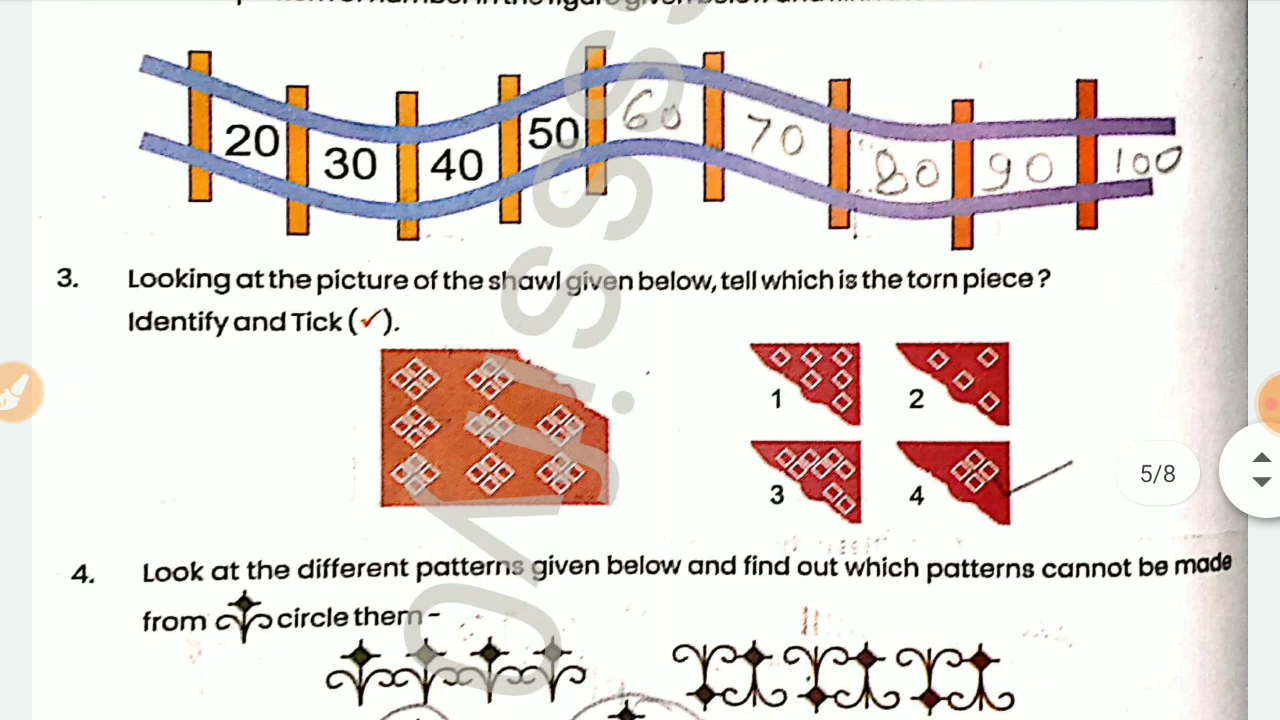 20 30 40 50 60 70 80 90 100
3. Looking at the picture of the shawl given below, tell which is the torn piece?
Identify and Tick (✓).
1 2
3 4
5/8
4. Look at the different patterns given below and find out which patterns cannot be made
from circle them-